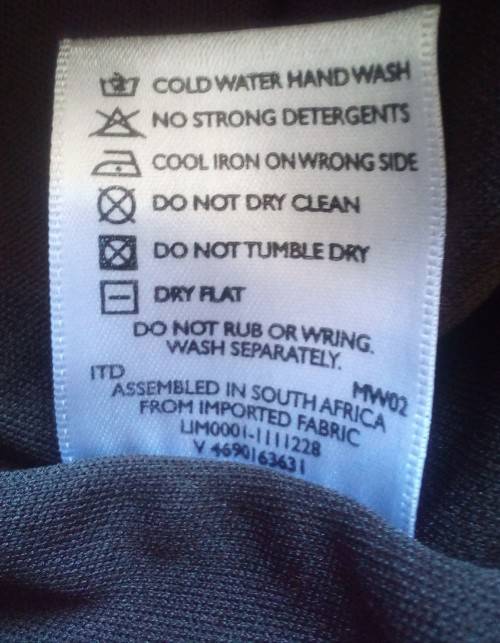 COLD WATER HAND WASH
NO STRONG DETERGENTS
COOL IRON ON WRONG SIDE
DO NOT DRY CLEAN
DO NOT TUMBLE DRY
DRY FLAT
DO NOT RUB OR WRING.
WASH SEPARATELY.
ITD MW02
ASSEMBLED IN SOUTH AFRICA
FROM IMPORTED FABRIC
LIM0001-1111228
V 4690163631